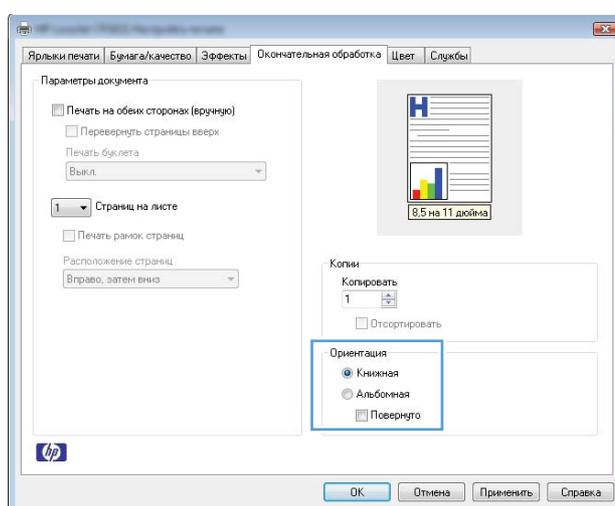 Ярлыки печати Бумага/качество Эффекты Окончательная обработка Цвет Службы
Параметры документа
Печать на обеих сторонах (вручную)
Перевернуть страницы вверх
Печать буклета
Выкл.
1 Страниц на листе
Печать рамок страниц
Расположение страниц
Вправо, затем вниз
H
8,5 на 11 дюйма
Копии
Копировать
1
Отсортировать
Ориентация
Книжная
Альбомная
Повернуто
hp
OK Отмена Применить Справка